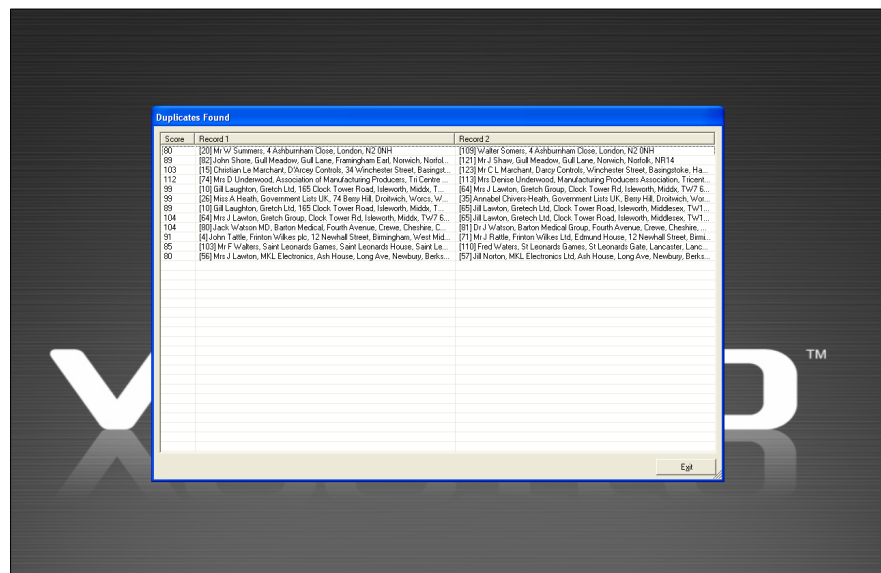 Duplicates Found
Score Record 1 Record 2
80 [20] Mr W Summers, 4 Ashburnham Close, London, N2 0NH [109] Walter Somers, 4 Ashburnham Close, London, N2 0NH
89 [82] John Shore, Gull Meadow, Gull Lane, Framingham Earl, Norwich, Norfol... [121] Mr J Shaw, Gull Meadow, Gull Lane, Norwich, Norfolk, NR14
103 [15] Christian Le Marchant, D'Arcey Controls, 34 Winchester Street, Basingst... [123] Mr C L Marchant, Darcy Controls, Winchester Street, Basingstoke, Ha...
112 [74] Mrs D Underwood, Association of Manufacturing Producers, Tri Centre ... [113] Mrs Denise Underwood, Manufacturing Producers Association, Tricent...
99 [10] Gill Laughton, Gretch Ltd, 165 Clock Tower Road, Isleworth, Middx, T... [64] Mrs J Lawton, Gretch Group, Clock Tower Rd, Isleworth, Middx, TW7 6...
99 [26] Miss A Heath, Government Lists UK, 74 Berry Hill, Droitwich, Worcs, W... [35] Annabel Chivers-Heath, Government Lists UK, Berry Hill, Droitwich, Wor...
89 [10] Gill Laughton, Gretch Ltd, 165 Clock Tower Road, Isleworth, Middx, T... [65] Jill Lawton, Gretech Ltd, Clock Tower Road, Isleworth, Middlesex, TW1...
104 [64] Mrs J Lawton, Gretch Group, Clock Tower Rd, Isleworth, Middx, TW7 6... [65] Jill Lawton, Gretech Ltd, Clock Tower Road, Isleworth, Middlesex, TW1...
104 [80] Jack Watson MD, Barton Medical, Fourth Avenue, Crewe, Cheshire, C... [81] Dr J Watson, Barton Medical Group, Fourth Avenue, Crewe, Cheshire, ...
91 [4] John Tattle, Frinton Wilkes plc, 12 Newhall Street, Birmingham, West Mid... [71] Mr J Rattle, Frinton Wilkes Ltd, Edmund House, 12 Newhall Street, Birmi...
85 [103] Mr F Walters, Saint Leonards Games, Saint Leonards House, Saint Le... [110] Fred Waters, St Leonards Games, St Leonards Gate, Lancaster, Lanc...
80 [56] Mrs J Lawton, MKL Electronics, Ash House, Long Ave, Newbury, Berks... [57] Jill Norton, MKL Electronics Ltd, Ash House, Long Ave, Newbury, Berks...
TM
Exit